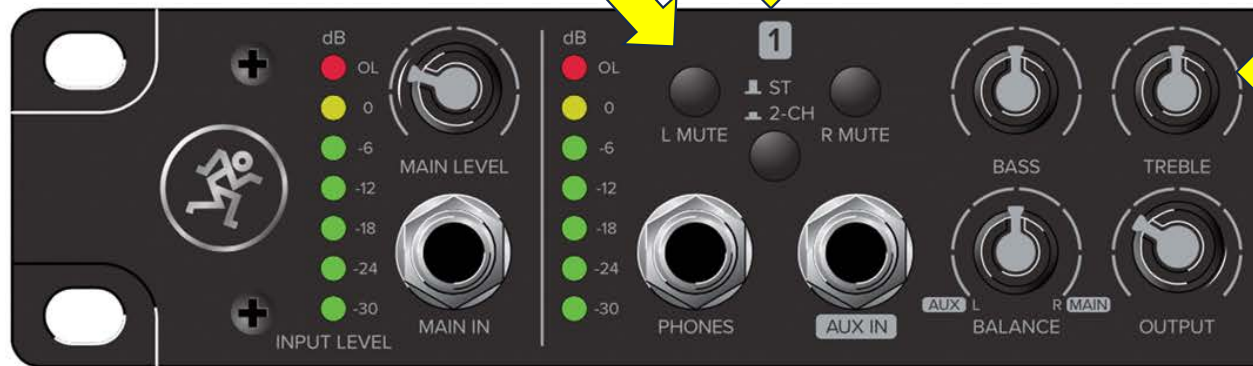 dB
OL
0
-6
-12
-18
-24
-30
INPUT LEVEL
MAIN LEVEL
MAIN IN
dB
OL
0
-6
-12
-18
-24
-30
1
ST
2-CH
L MUTE
R MUTE
PHONES
AUX IN
BASS
TREBLE
AUX L
R MAIN
BALANCE
OUTPUT